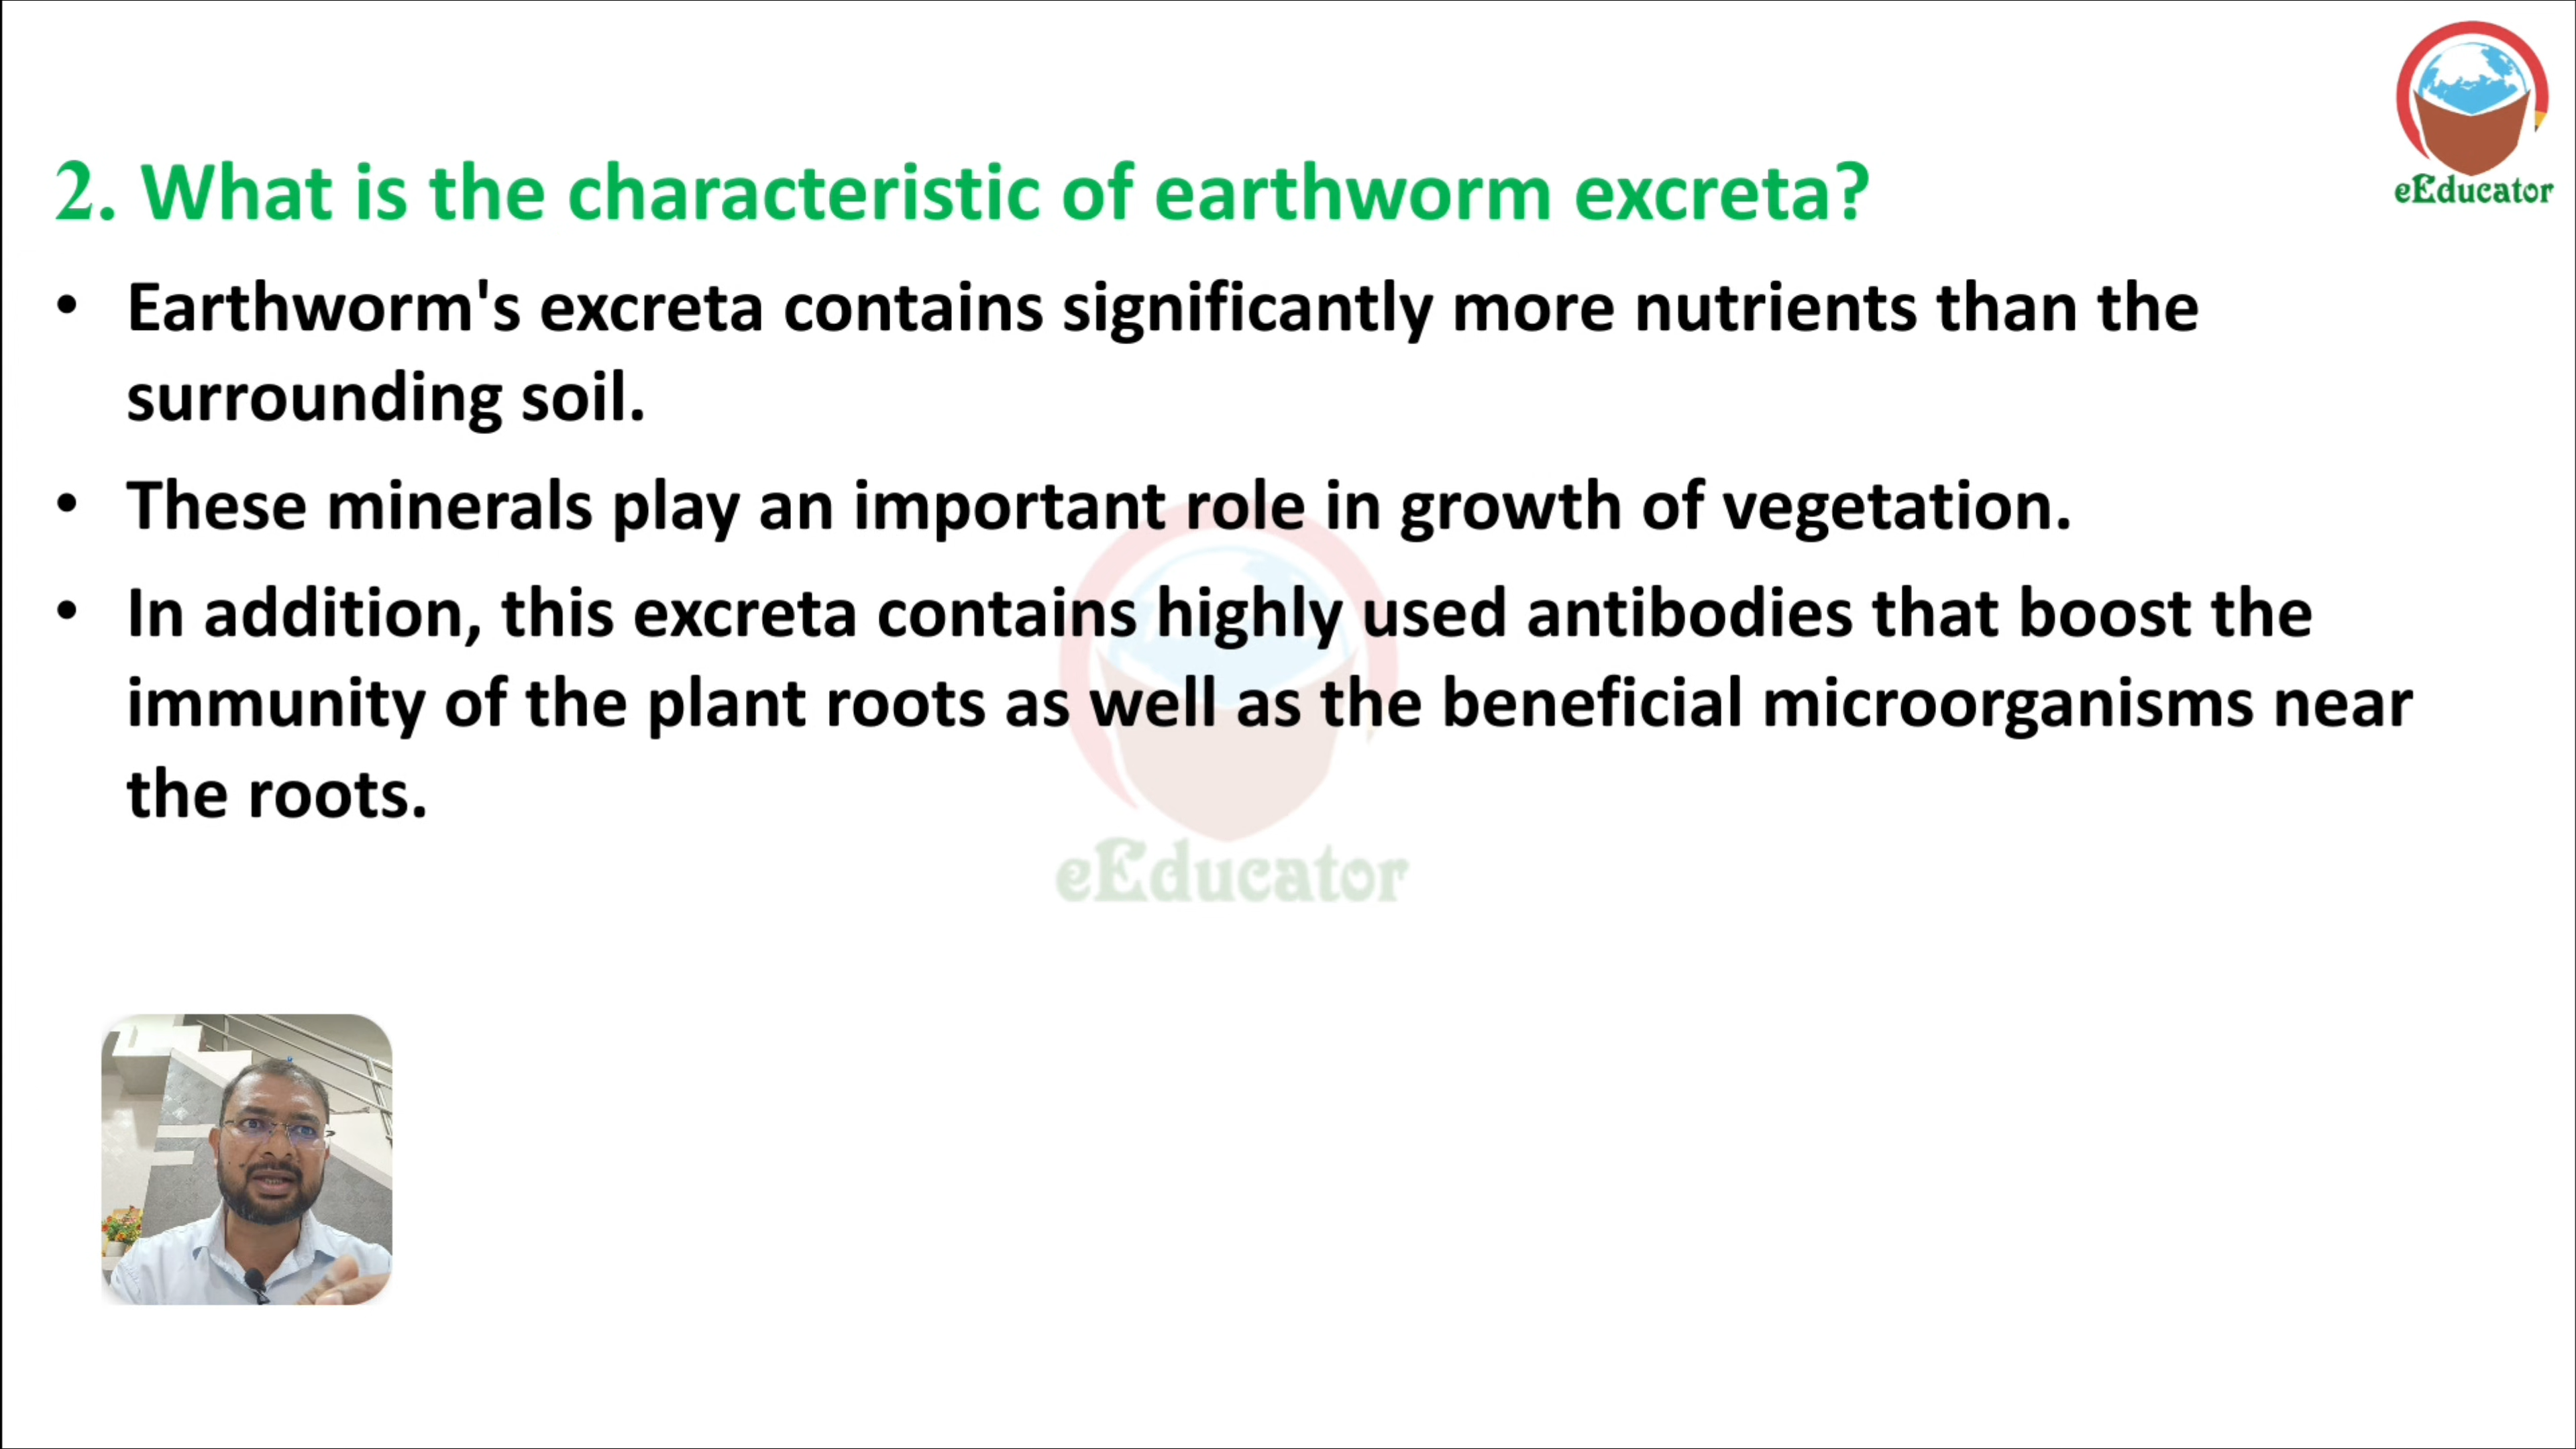 eEducator
2. What is the characteristic of earthworm excreta?
• Earthworm's excreta contains significantly more nutrients than the
surrounding soil.
• These minerals play an important role in growth of vegetation.
• In addition, this excreta contains highly used antibodies that boost the
immunity of the plant roots as well as the beneficial microorganisms near
the roots.
eEducator